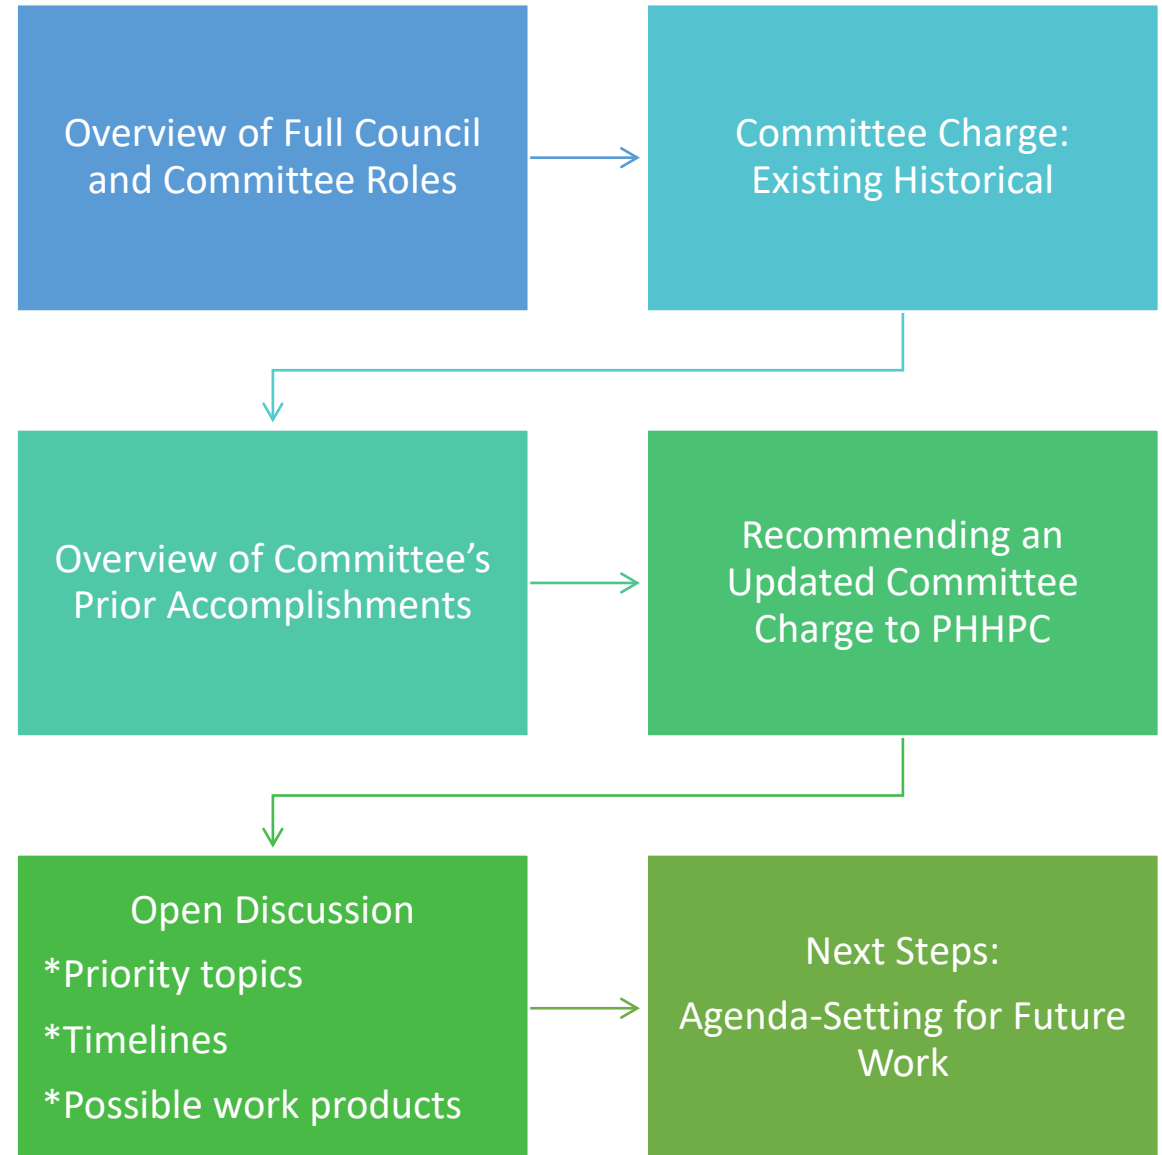 Overview of Full Council
and Committee Roles
Committee Charge:
Existing Historical
Overview of Committee’s
Prior Accomplishments
Recommending an
Updated Committee
Charge to PHHPC
Open Discussion
*Priority topics
*Timelines
*Possible work products
Next Steps:
Agenda-Setting for Future
Work